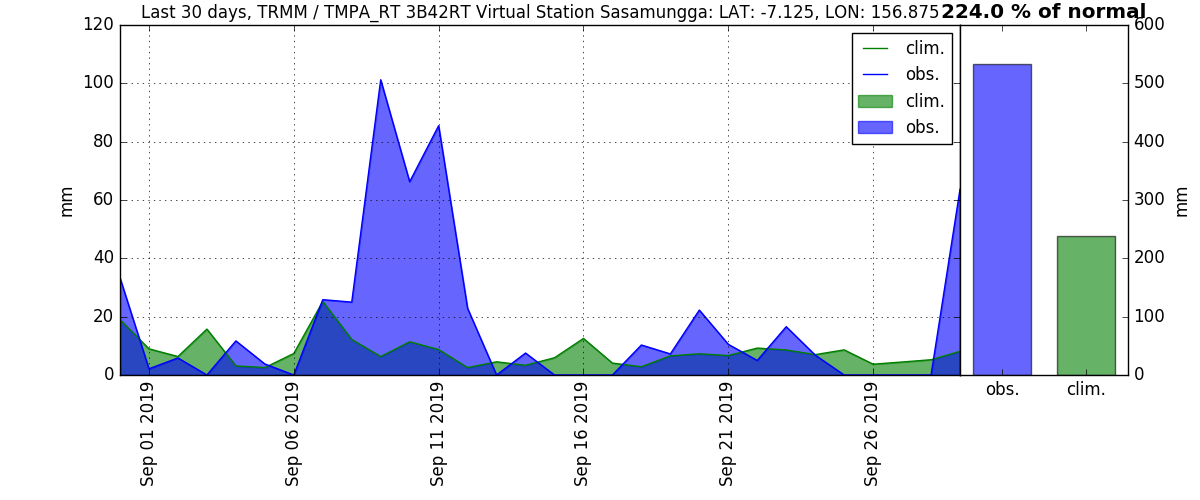 Last 30 days, TRMM / TMPA_RT 3B42RT Virtual Station Sasamungga: LAT: -7.125, LON: 156.875
224.0 % of normal
120
100
80
60
40
20
0
mm
clim.
obs.
clim.
obs.
Sep 01 2019
Sep 06 2019
Sep 11 2019
Sep 16 2019
Sep 21 2019
Sep 26 2019
600
500
400
300
200
100
0
mm
obs.
clim.